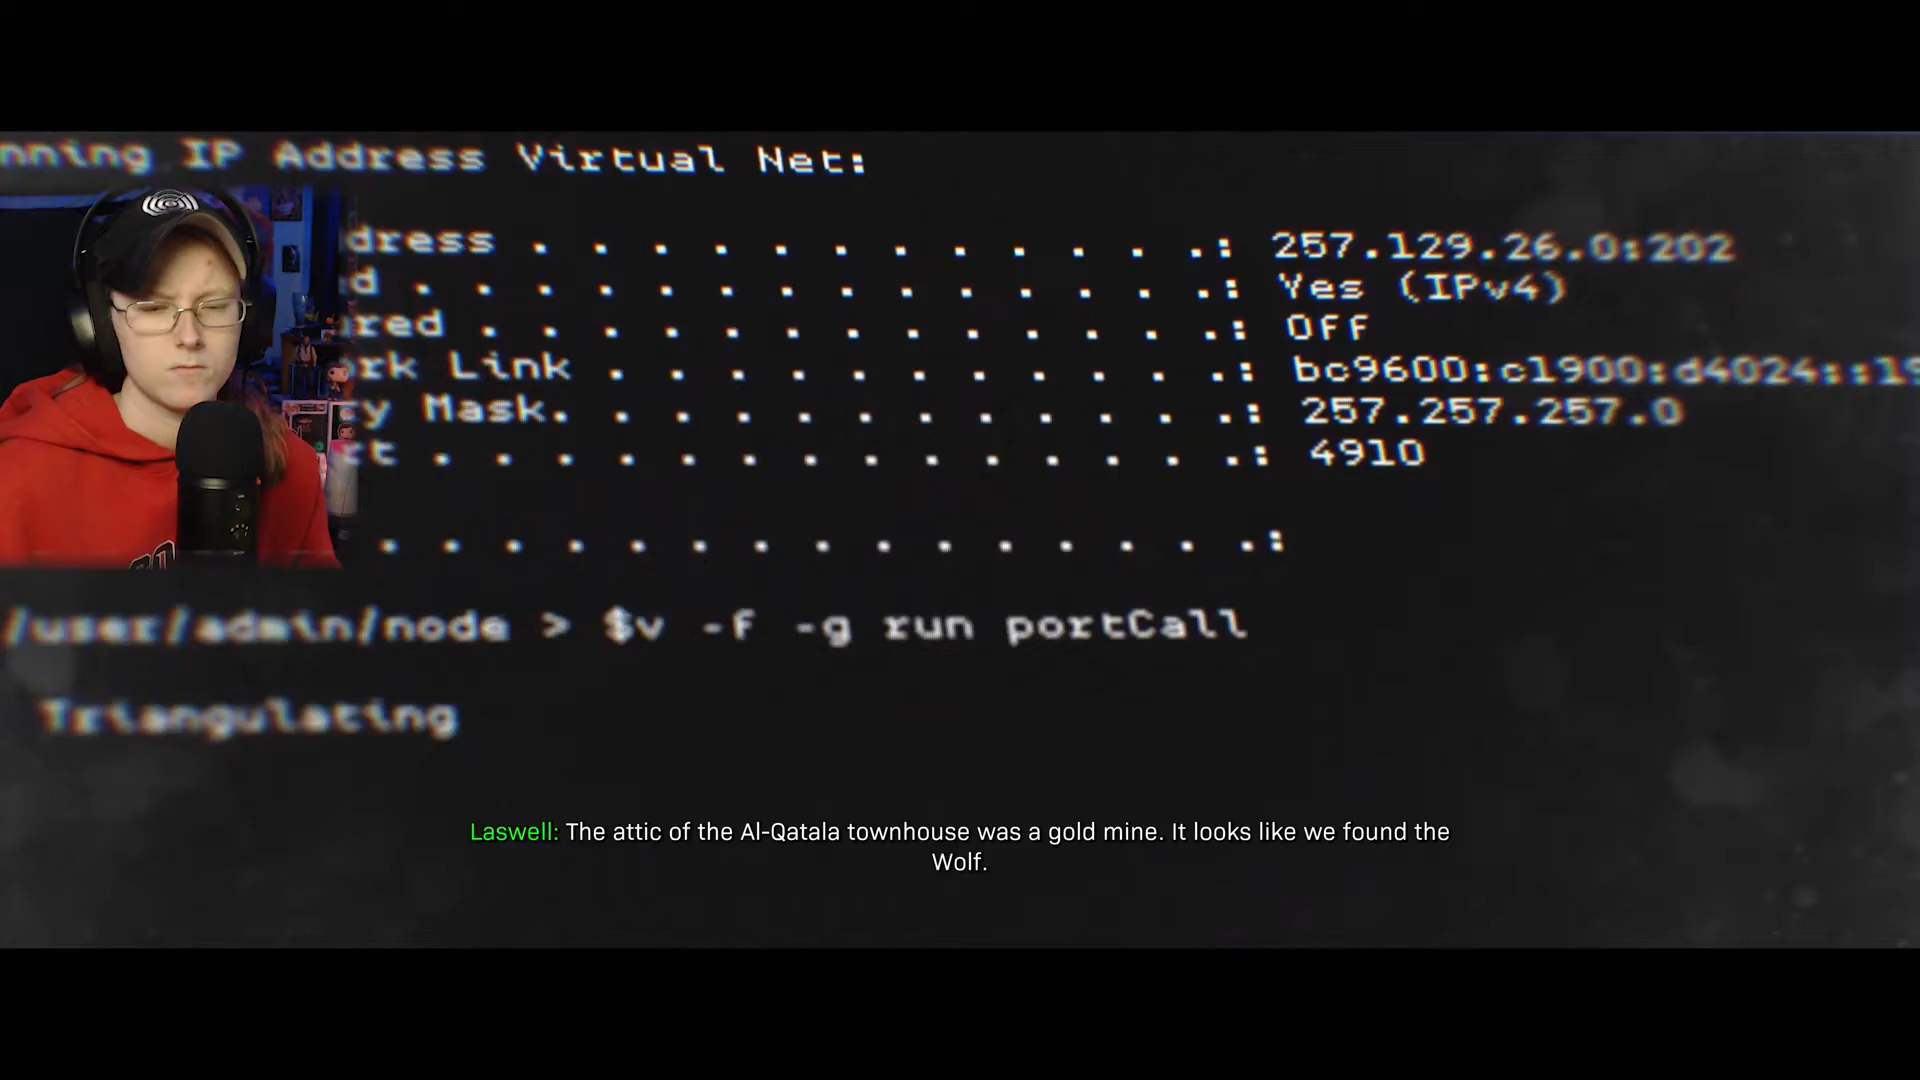 nning IP Address Virtual Net:
dress . . . . . . . . . . . .: 257.129.26.0:202
d . . . . . . . . . . . . . .: Yes (IPv4)
red . . . . . . . . . . . . .: Off
rk Link . . . . . . . . . . .: bc9600:c1900:d4024::19
y Mask. . . . . . . . . . . .: 257.257.257.0
t . . . . . . . . . . . . . .: 4910
. . . . . . . . . . . . . . .:
/user/admin/node > $v -f -g run portCall
Triangulating
Laswell: The attic of the Al-Qatala townhouse was a gold mine. It looks like we found the
Wolf.